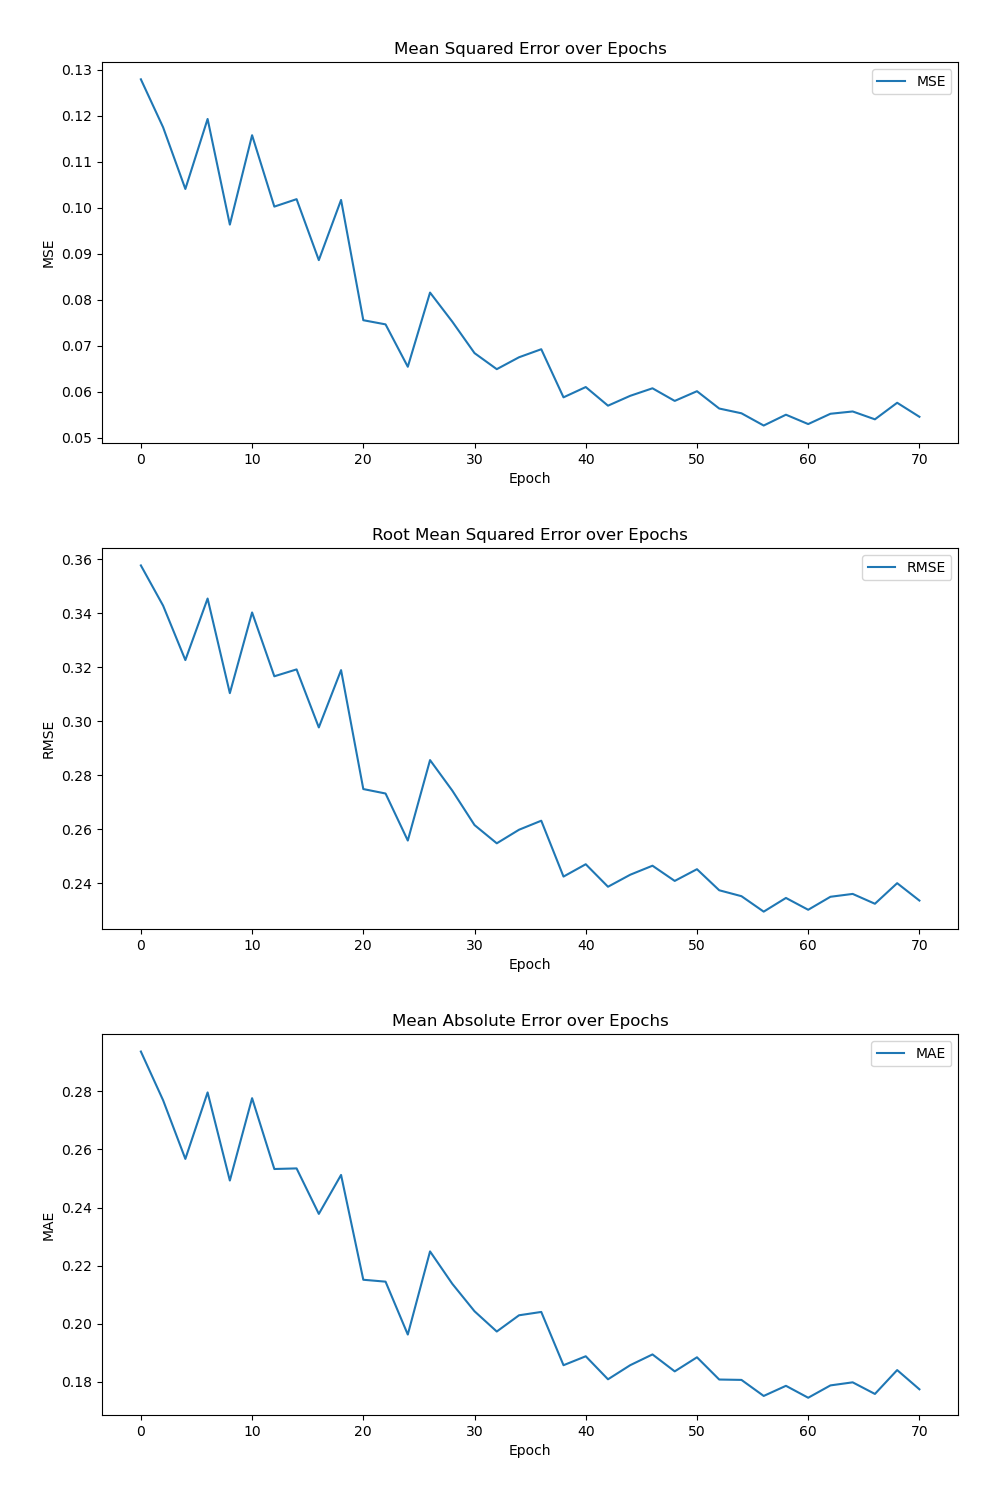 Mean Squared Error over Epochs
MSE
0.13
0.12
0.11
0.10
0.09
0.08
0.07
0.06
0.05
MSE
0 10 20 30 40 50 60 70
Epoch
Root Mean Squared Error over Epochs
RMSE
0.36
0.34
0.32
0.30
0.28
0.26
0.24
RMSE
0 10 20 30 40 50 60 70
Epoch
Mean Absolute Error over Epochs
MAE
0.28
0.26
0.24
0.22
0.20
0.18
MAE
0 10 20 30 40 50 60 70
Epoch